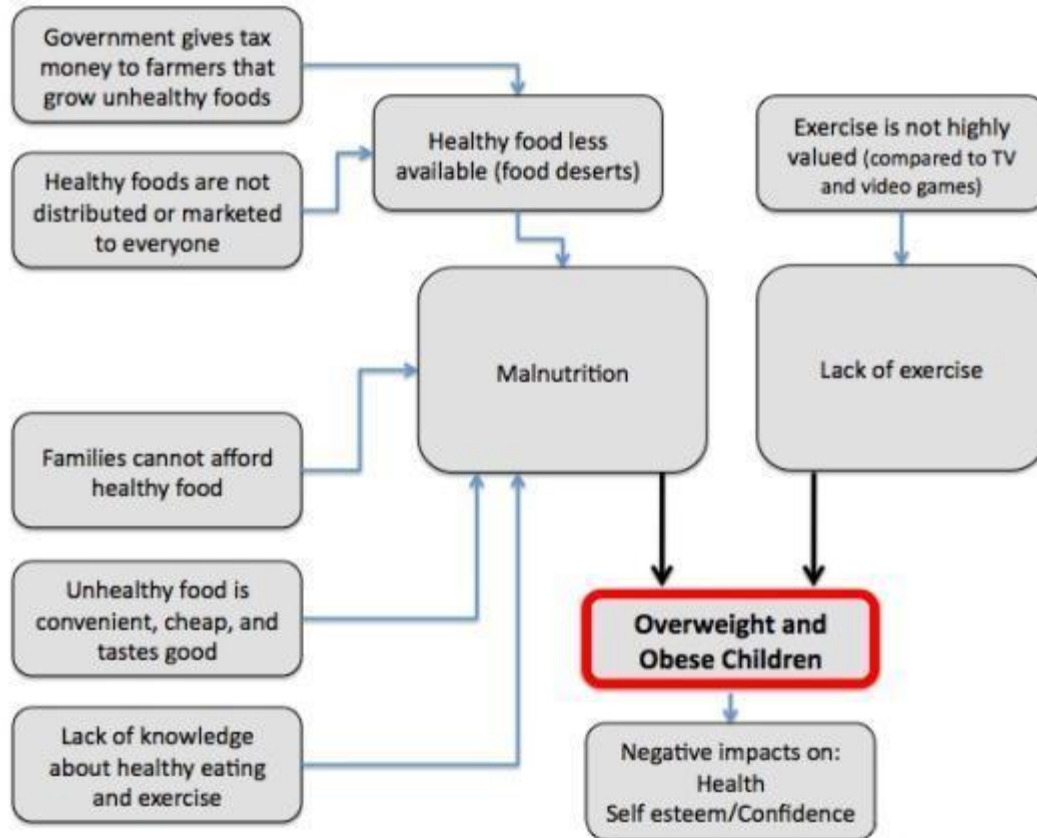 Government gives tax
money to farmers that
grow unhealthy foods
Healthy food less
available (food deserts)
Exercise is not highly
valued (compared to TV
and video games)
Healthy foods are not
distributed or marketed
to everyone
Malnutrition
Lack of exercise
Families cannot afford
healthy food
Unhealthy food is
convenient, cheap, and
tastes good
Overweight and
Obese Children
Lack of knowledge
about healthy eating
and exercise
Negative impacts on:
Health
Self esteem/Confidence